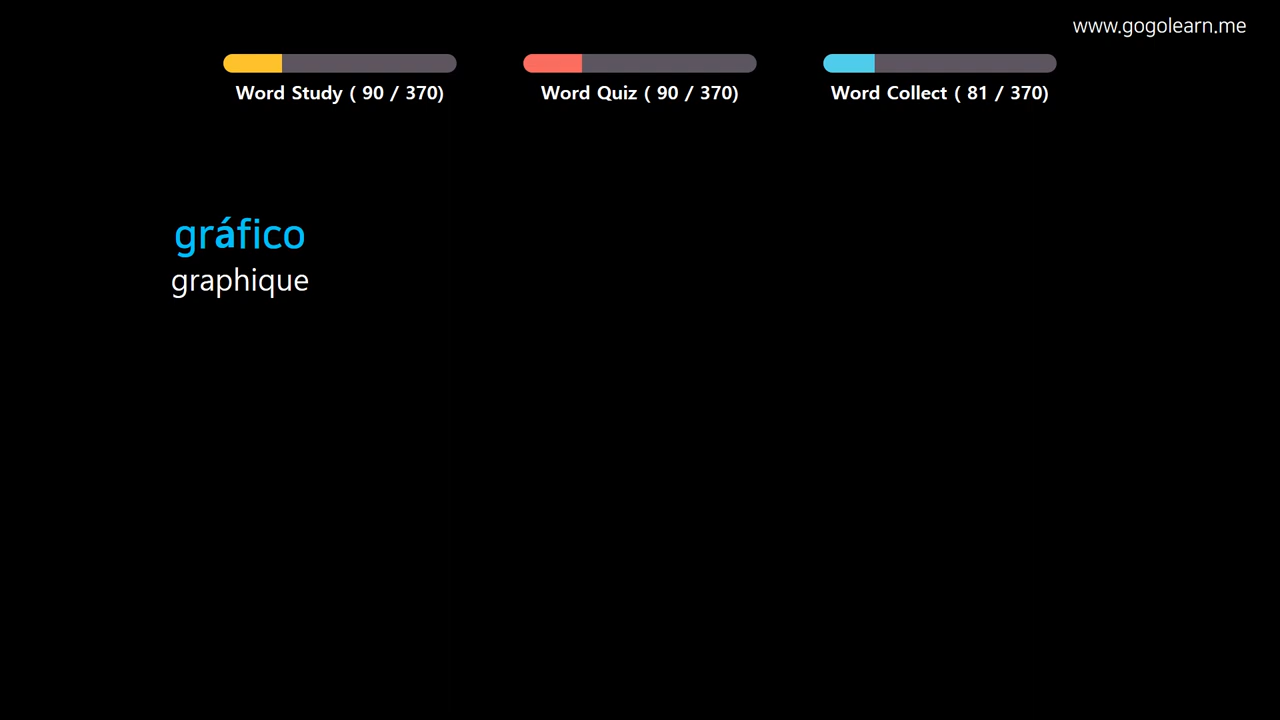 www.gogolearn.me
Word Study ( 90 / 370)
Word Quiz ( 90 / 370)
Word Collect ( 81 / 370)
gráfico
graphique